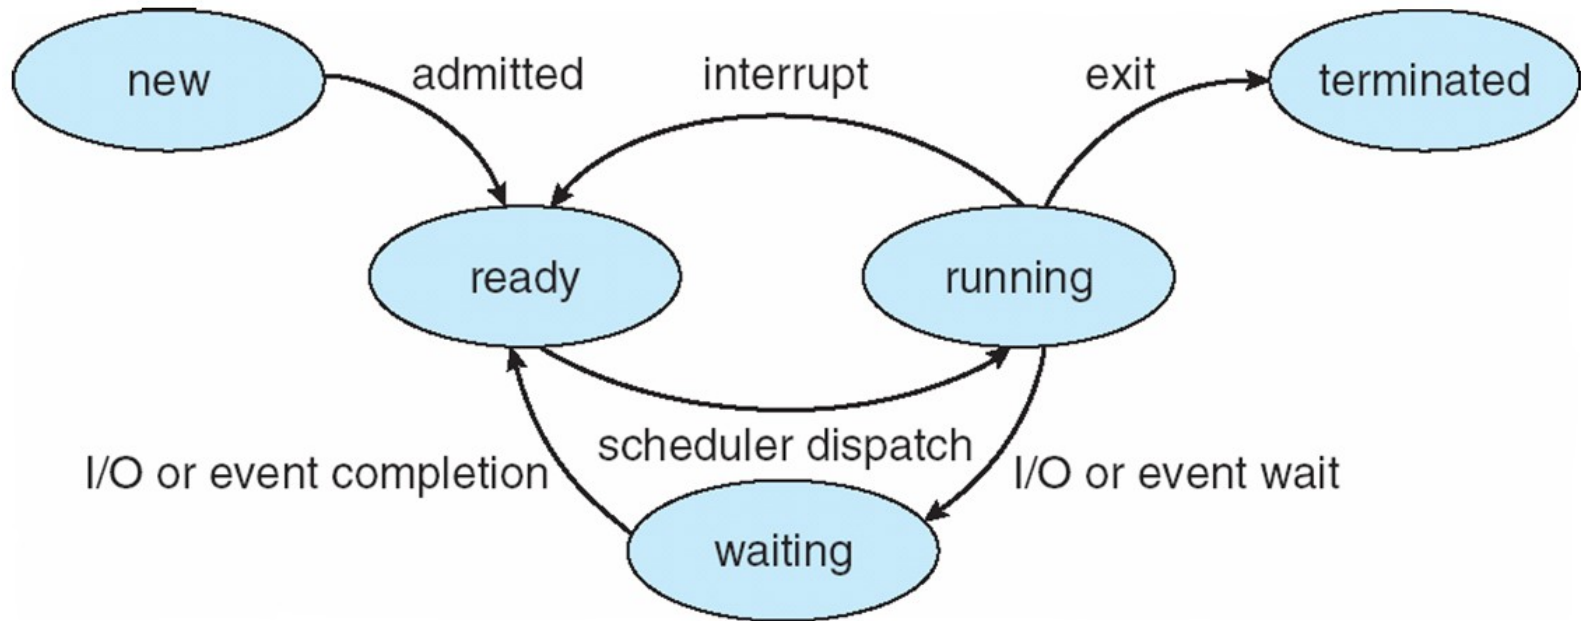 new
admitted
interrupt
exit
terminated
ready
running
scheduler dispatch
I/O or event completion
I/O or event wait
waiting